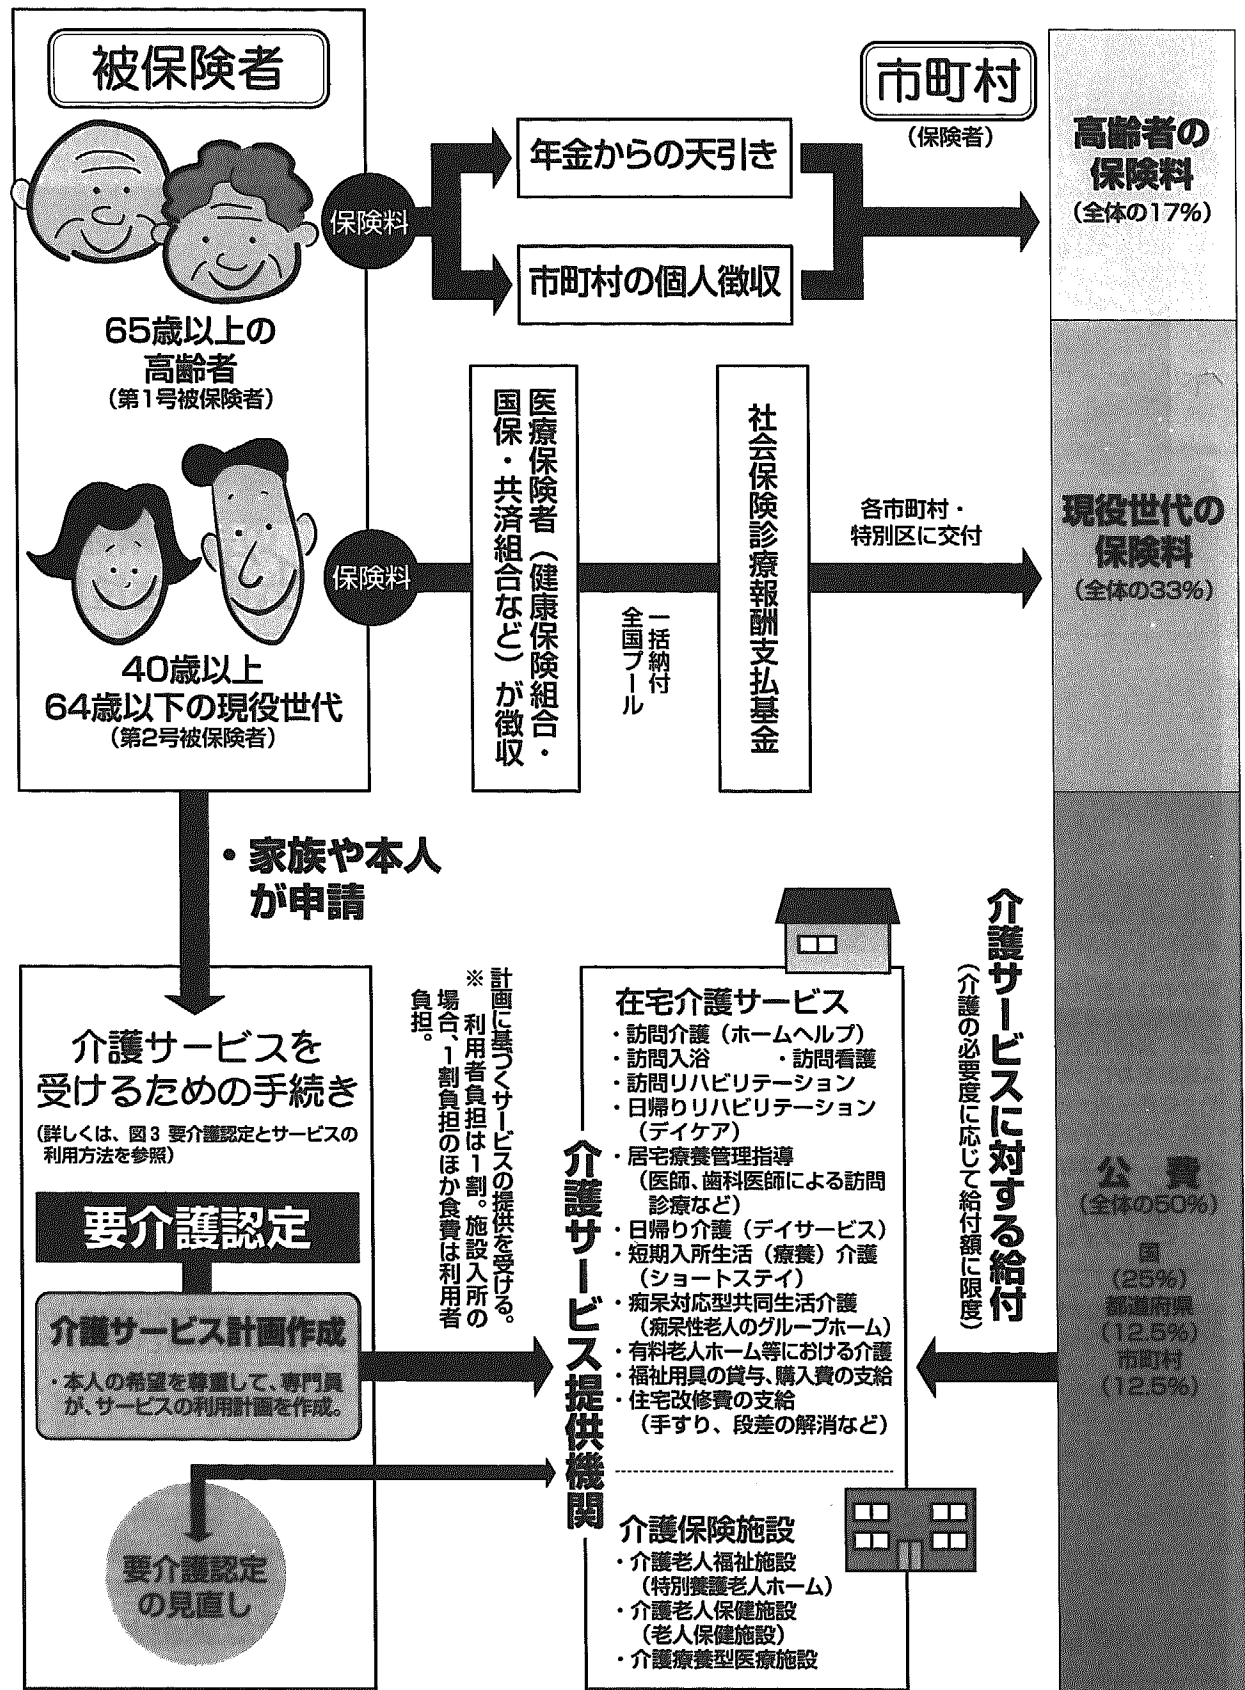 被保険者
65歳以上の
高齢者
(第1号被保険者)
40歳以上
64歳以下の現役世代
(第2号被保険者)
保険料
年金からの天引き
市町村の個人徴収
保険料
医療保険者(健康保険組合・
国保・共済組合など)が徴収
一括納付
全国プール
社会保険診療報酬支払基金
各市町村・
特別区に交付
市町村
(保険者)
高齢者の
保険料
(全体の17%)
現役世代の
保険料
(全体の33%)
公 費
(全体の50%)
国
(25%)
都道府県
(12.5%)
市町村
(12.5%)
・家族や本人
が申請
介護サービスを
受けるための手続き
(詳しくは、図3 要介護認定とサービスの
利用方法を参照)
要介護認定
介護サービス計画作成
・本人の希望を尊重して、専門員
が、サービスの利用計画を作成。
要介護認定
の見直し
計画に基づくサービスの提供を受ける。
※ 利用者負担は1割。施設入所の
場合、1割負担のほか食費は利用者
負担。
介護サービス提供機関
在宅介護サービス
・訪問介護(ホームヘルプ)
・訪問入浴 ・訪問看護
・訪問リハビリテーション
・日帰りリハビリテーション
(デイケア)
・居宅療養管理指導
(医師、歯科医師による訪問
診療など)
・日帰り介護(デイサービス)
・短期入所生活(療養)介護
(ショートステイ)
・痴呆対応型共同生活介護
(痴呆性老人のグループホーム)
・有料老人ホーム等における介護
・福祉用具の貸与、購入費の支給
・住宅改修費の支給
(手すり、段差の解消など)
介護保険施設
・介護老人福祉施設
(特別養護老人ホーム)
・介護老人保健施設
(老人保健施設)
・介護療養型医療施設
介護サービスに対する給付
(介護の必要度に応じて給付額に限度)